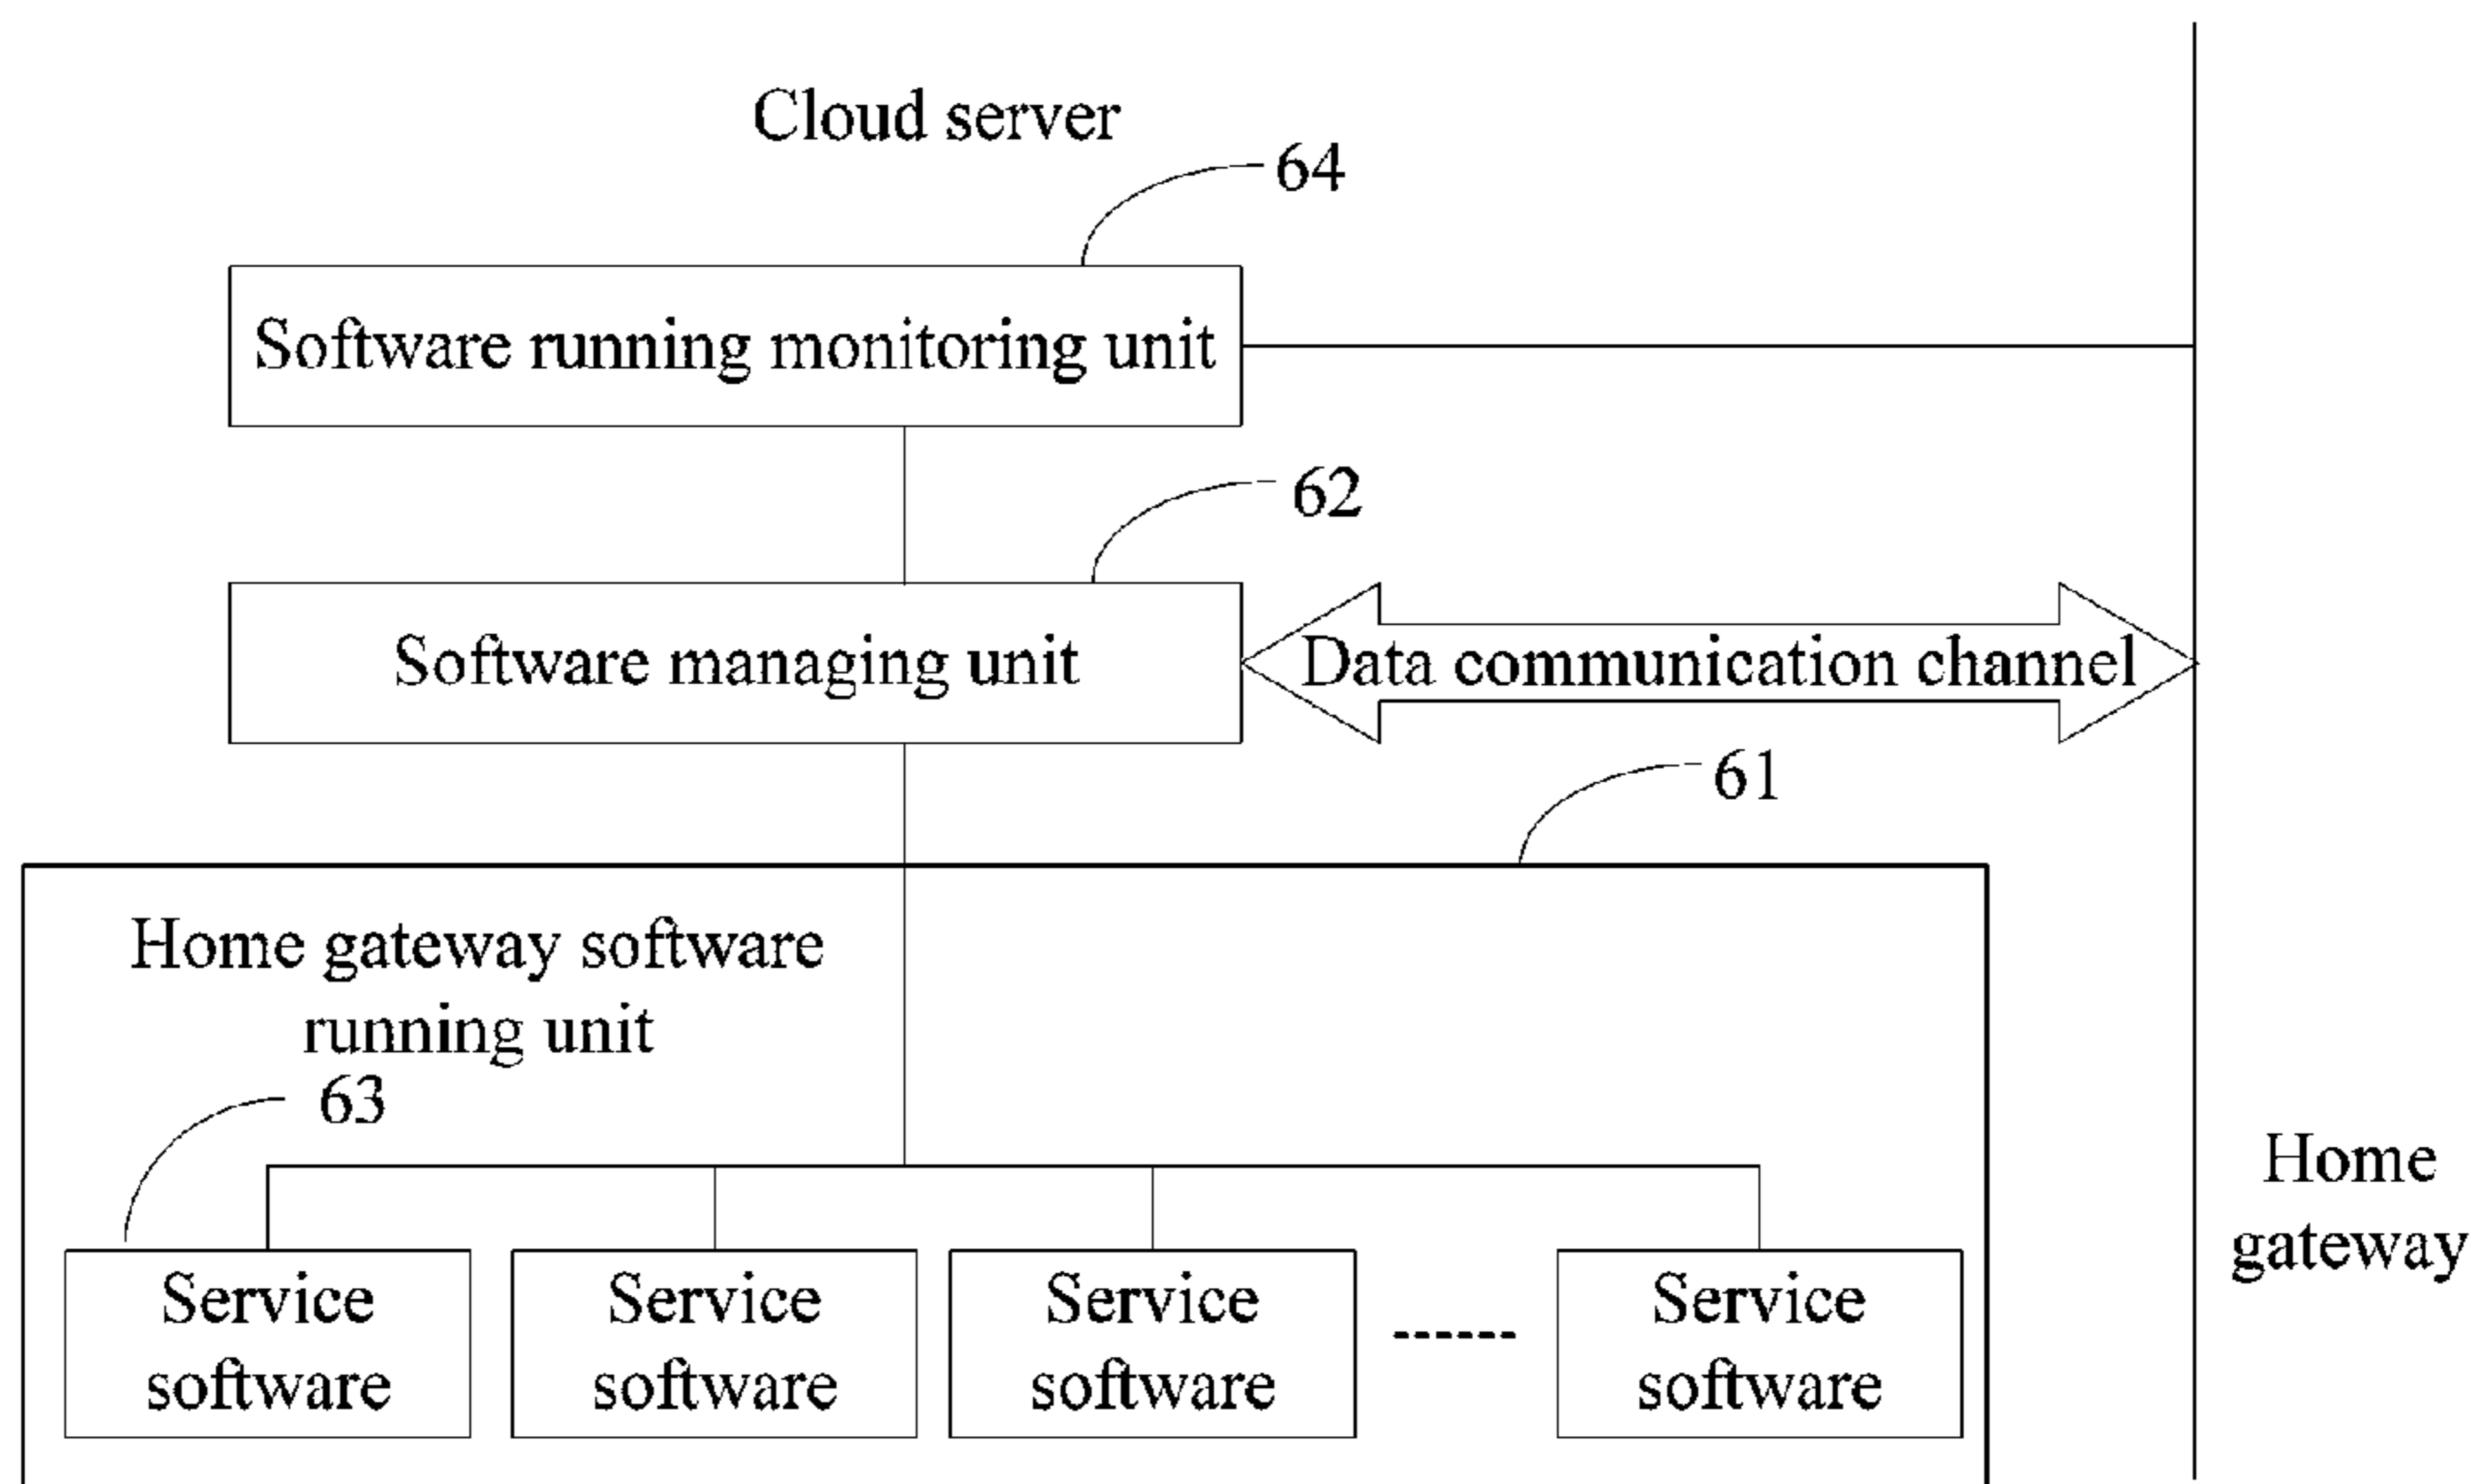 Cloud server
64
Software running monitoring unit
62
Software managing unit
Data communication channel
61
Home gateway software
running unit
63
Service
software
Service
software
Service
software
Service
software
Home
gateway